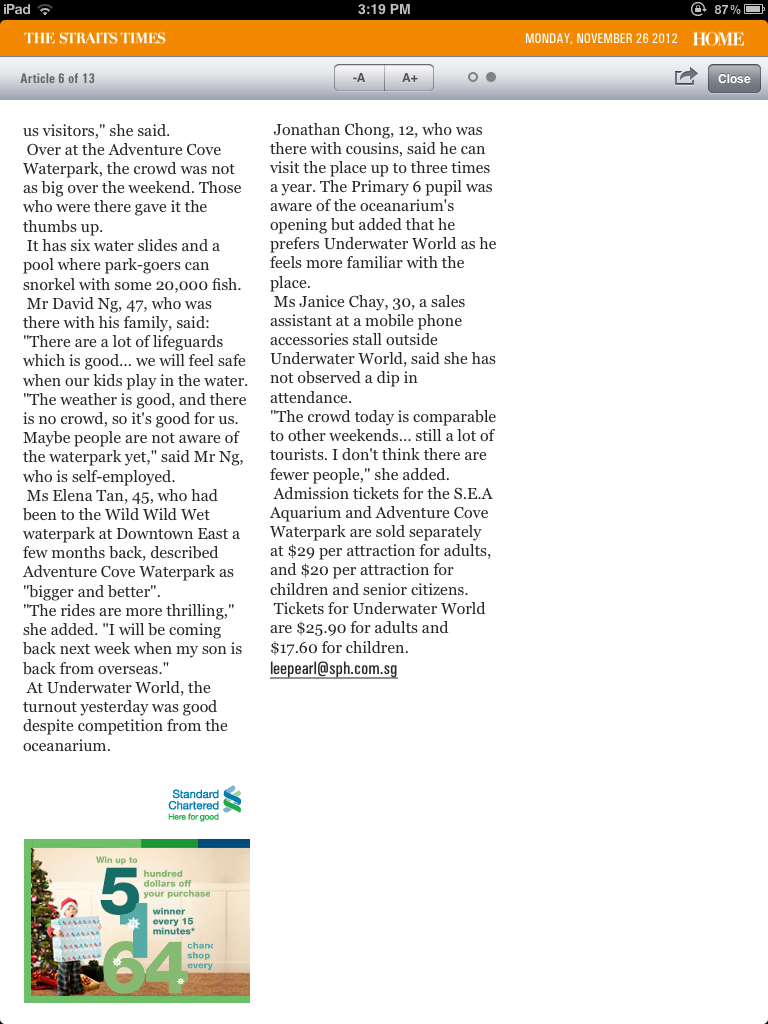 iPad
3:19 PM
87%
THE STRAITS TIMES
MONDAY, NOVEMBER 26 2012
HOME
Article 6 of 13
-A
A+
Close
us visitors," she said.
Over at the Adventure Cove
Waterpark, the crowd was not
as big over the weekend. Those
who were there gave it the
thumbs up.
It has six water slides and a
pool where park-goers can
snorkel with some 20,000 fish.
Mr David Ng, 47, who was
there with his family, said:
"There are a lot of lifeguards
which is good... we will feel safe
when our kids play in the water.
"The weather is good, and there
is no crowd, so it's good for us.
Maybe people are not aware of
the waterpark yet," said Mr Ng,
who is self-employed.
Ms Elena Tan, 45, who had
been to the Wild Wild Wet
waterpark at Downtown East a
few months back, described
Adventure Cove Waterpark as
"bigger and better".
"The rides are more thrilling,"
she added. "I will be coming
back next week when my son is
back from overseas."
At Underwater World, the
turnout yesterday was good
despite competition from the
oceanarium.
Jonathan Chong, 12, who was
there with cousins, said he can
visit the place up to three times
a year. The Primary 6 pupil was
aware of the oceanarium's
opening but added that he
prefers Underwater World as he
feels more familiar with the
place.
Ms Janice Chay, 30, a sales
assistant at a mobile phone
accessories stall outside
Underwater World, said she has
not observed a dip in
attendance.
"The crowd today is comparable
to other weekends... still a lot of
tourists. I don't think there are
fewer people," she added.
Admission tickets for the S.E.A
Aquarium and Adventure Cove
Waterpark are sold separately
at $29 per attraction for adults,
and $20 per attraction for
children and senior citizens.
Tickets for Underwater World
are $25.90 for adults and
$17.60 for children.
leepearl@sph.com.sg
Standard
Chartered
Here for good
Win up to
5
hundred
dollars off
your purchase
1
winner
every 15
minutes*
64
chanc
shop
every